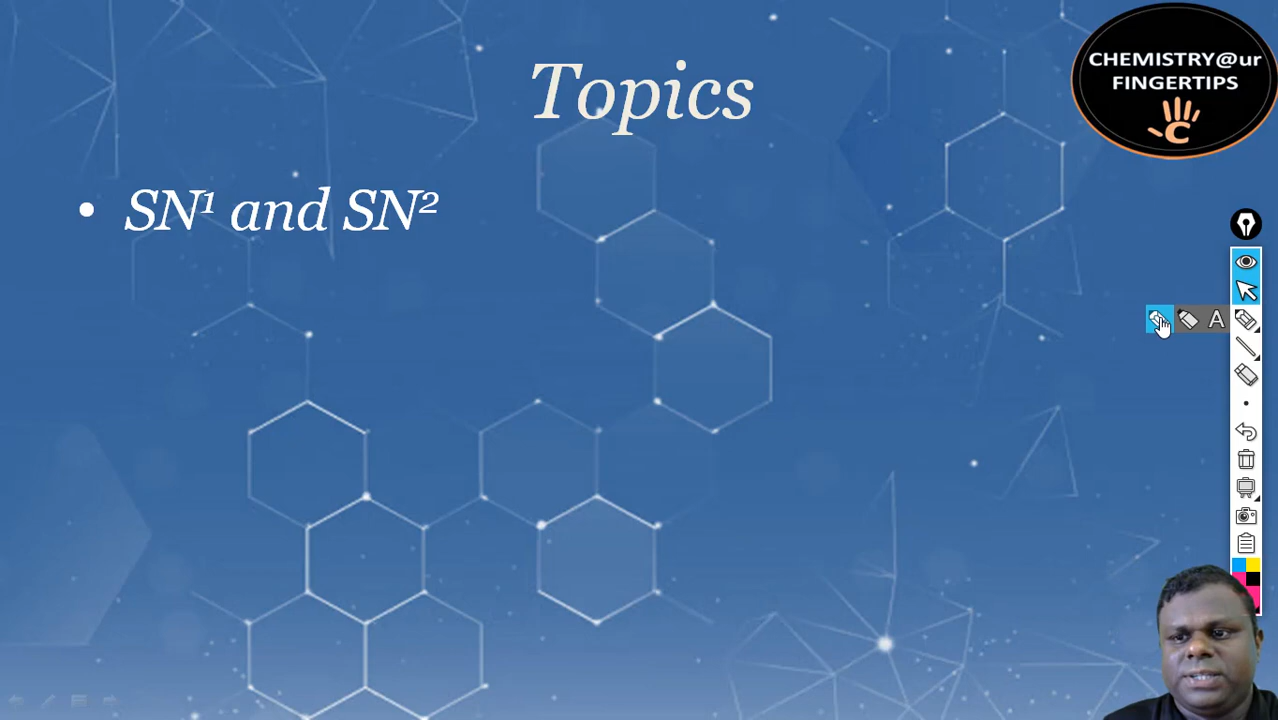 Topics
CHEMISTRY@ur
FINGERTIPS
C
• SN¹ and SN²
A